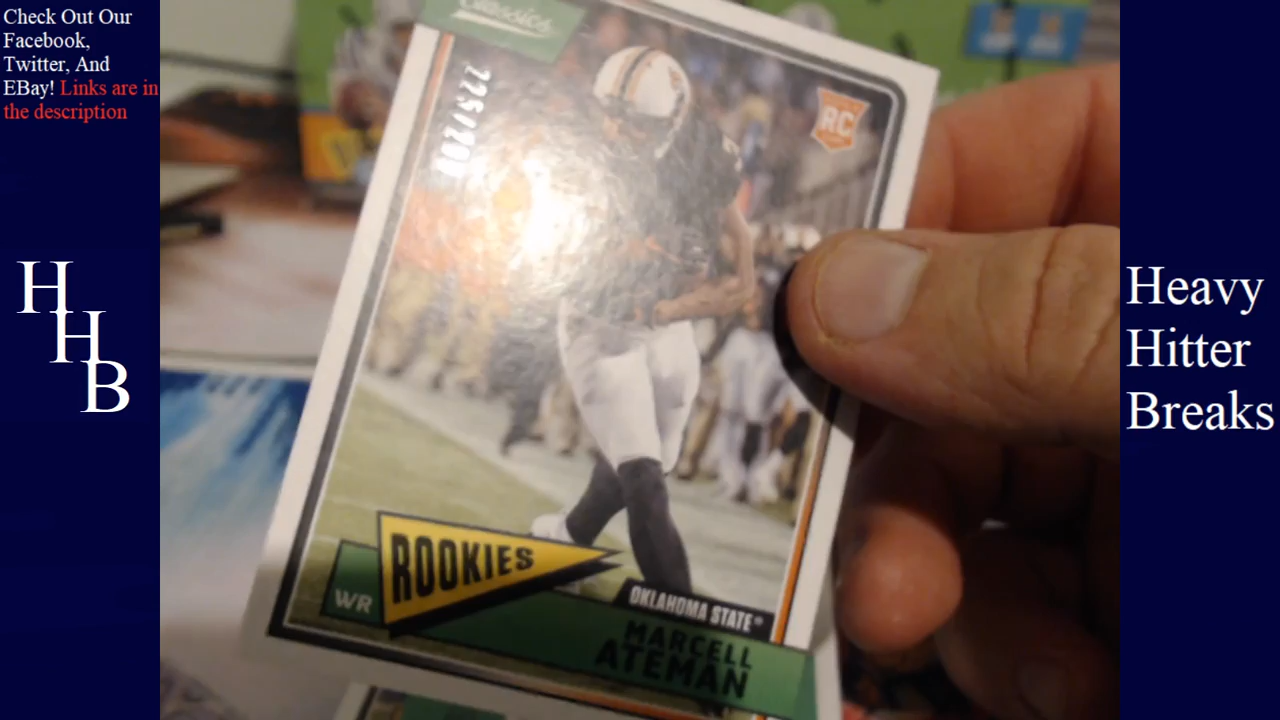 Check Out Our
Facebook,
Twitter, And
EBay! Links are in
the description
H
H
B
Classics
RC
ROOKIES
WR
OKLAHOMA STATE®
MARCELL
ATEMAN
Heavy
Hitter
Breaks